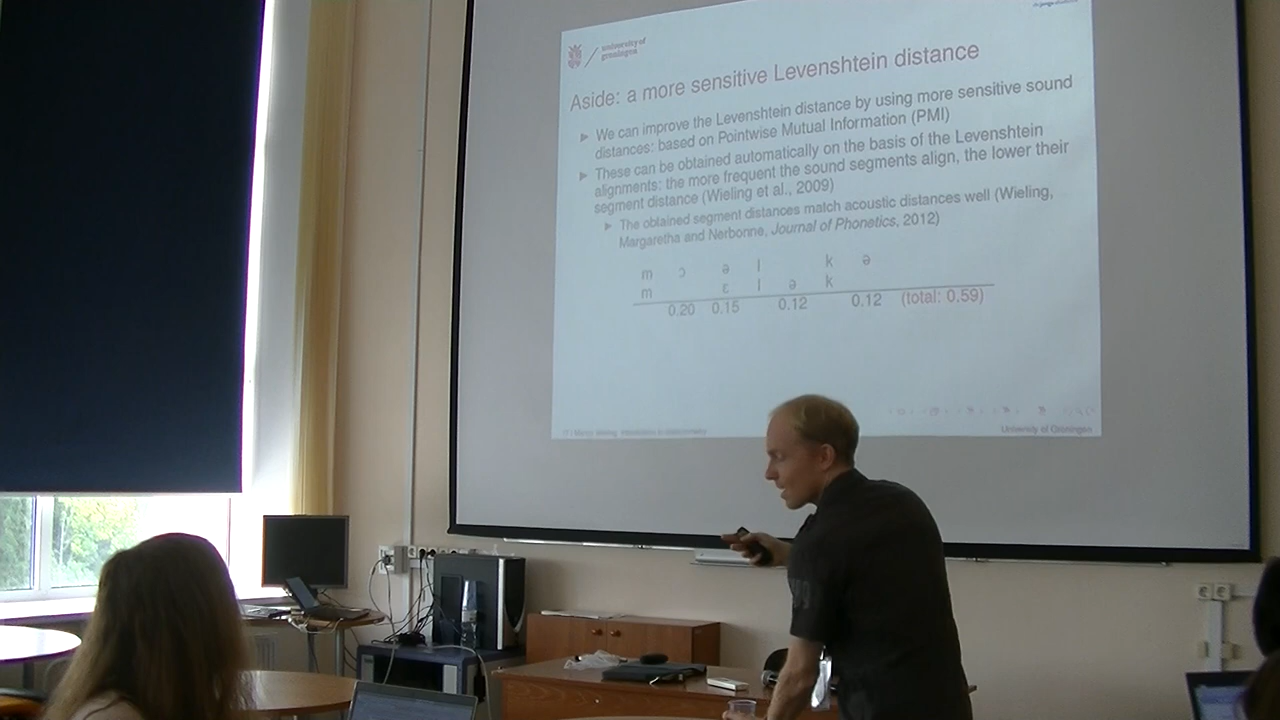 university of
groningen
Aside: a more sensitive Levenshtein distance
We can improve the Levenshtein distance by using more sensitive sound
distances: based on Pointwise Mutual Information (PMI)
These can be obtained automatically on the basis of the Levenshtein
alignments: the more frequent the sound segments align, the lower their
segment distance (Wieling et al., 2009)
The obtained segment distances match acoustic distances well (Wieling,
Margaretha and Nerbonne, Journal of Phonetics, 2012)
m ɔ ə l k ə
m ɛ l ə k
0.20 0.15 0.12 0.12 (total: 0.59)
University of Groningen